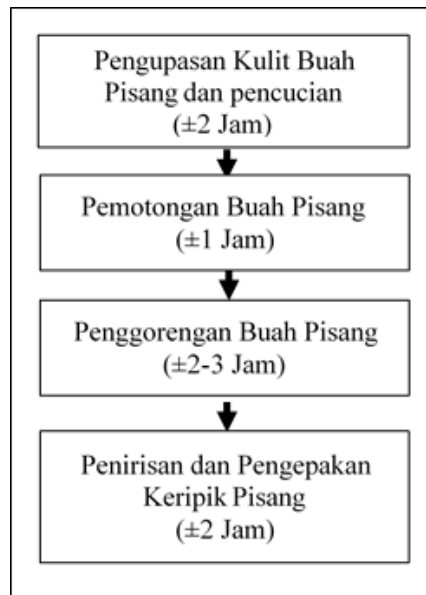 Pengupasan Kulit Buah
Pisang dan pencucian
(±2 Jam)
Pemotongan Buah Pisang
(±1 Jam)
Penggorengan Buah Pisang
(±2-3 Jam)
Penirisan dan Pengepakan
Keripik Pisang
(±2 Jam)